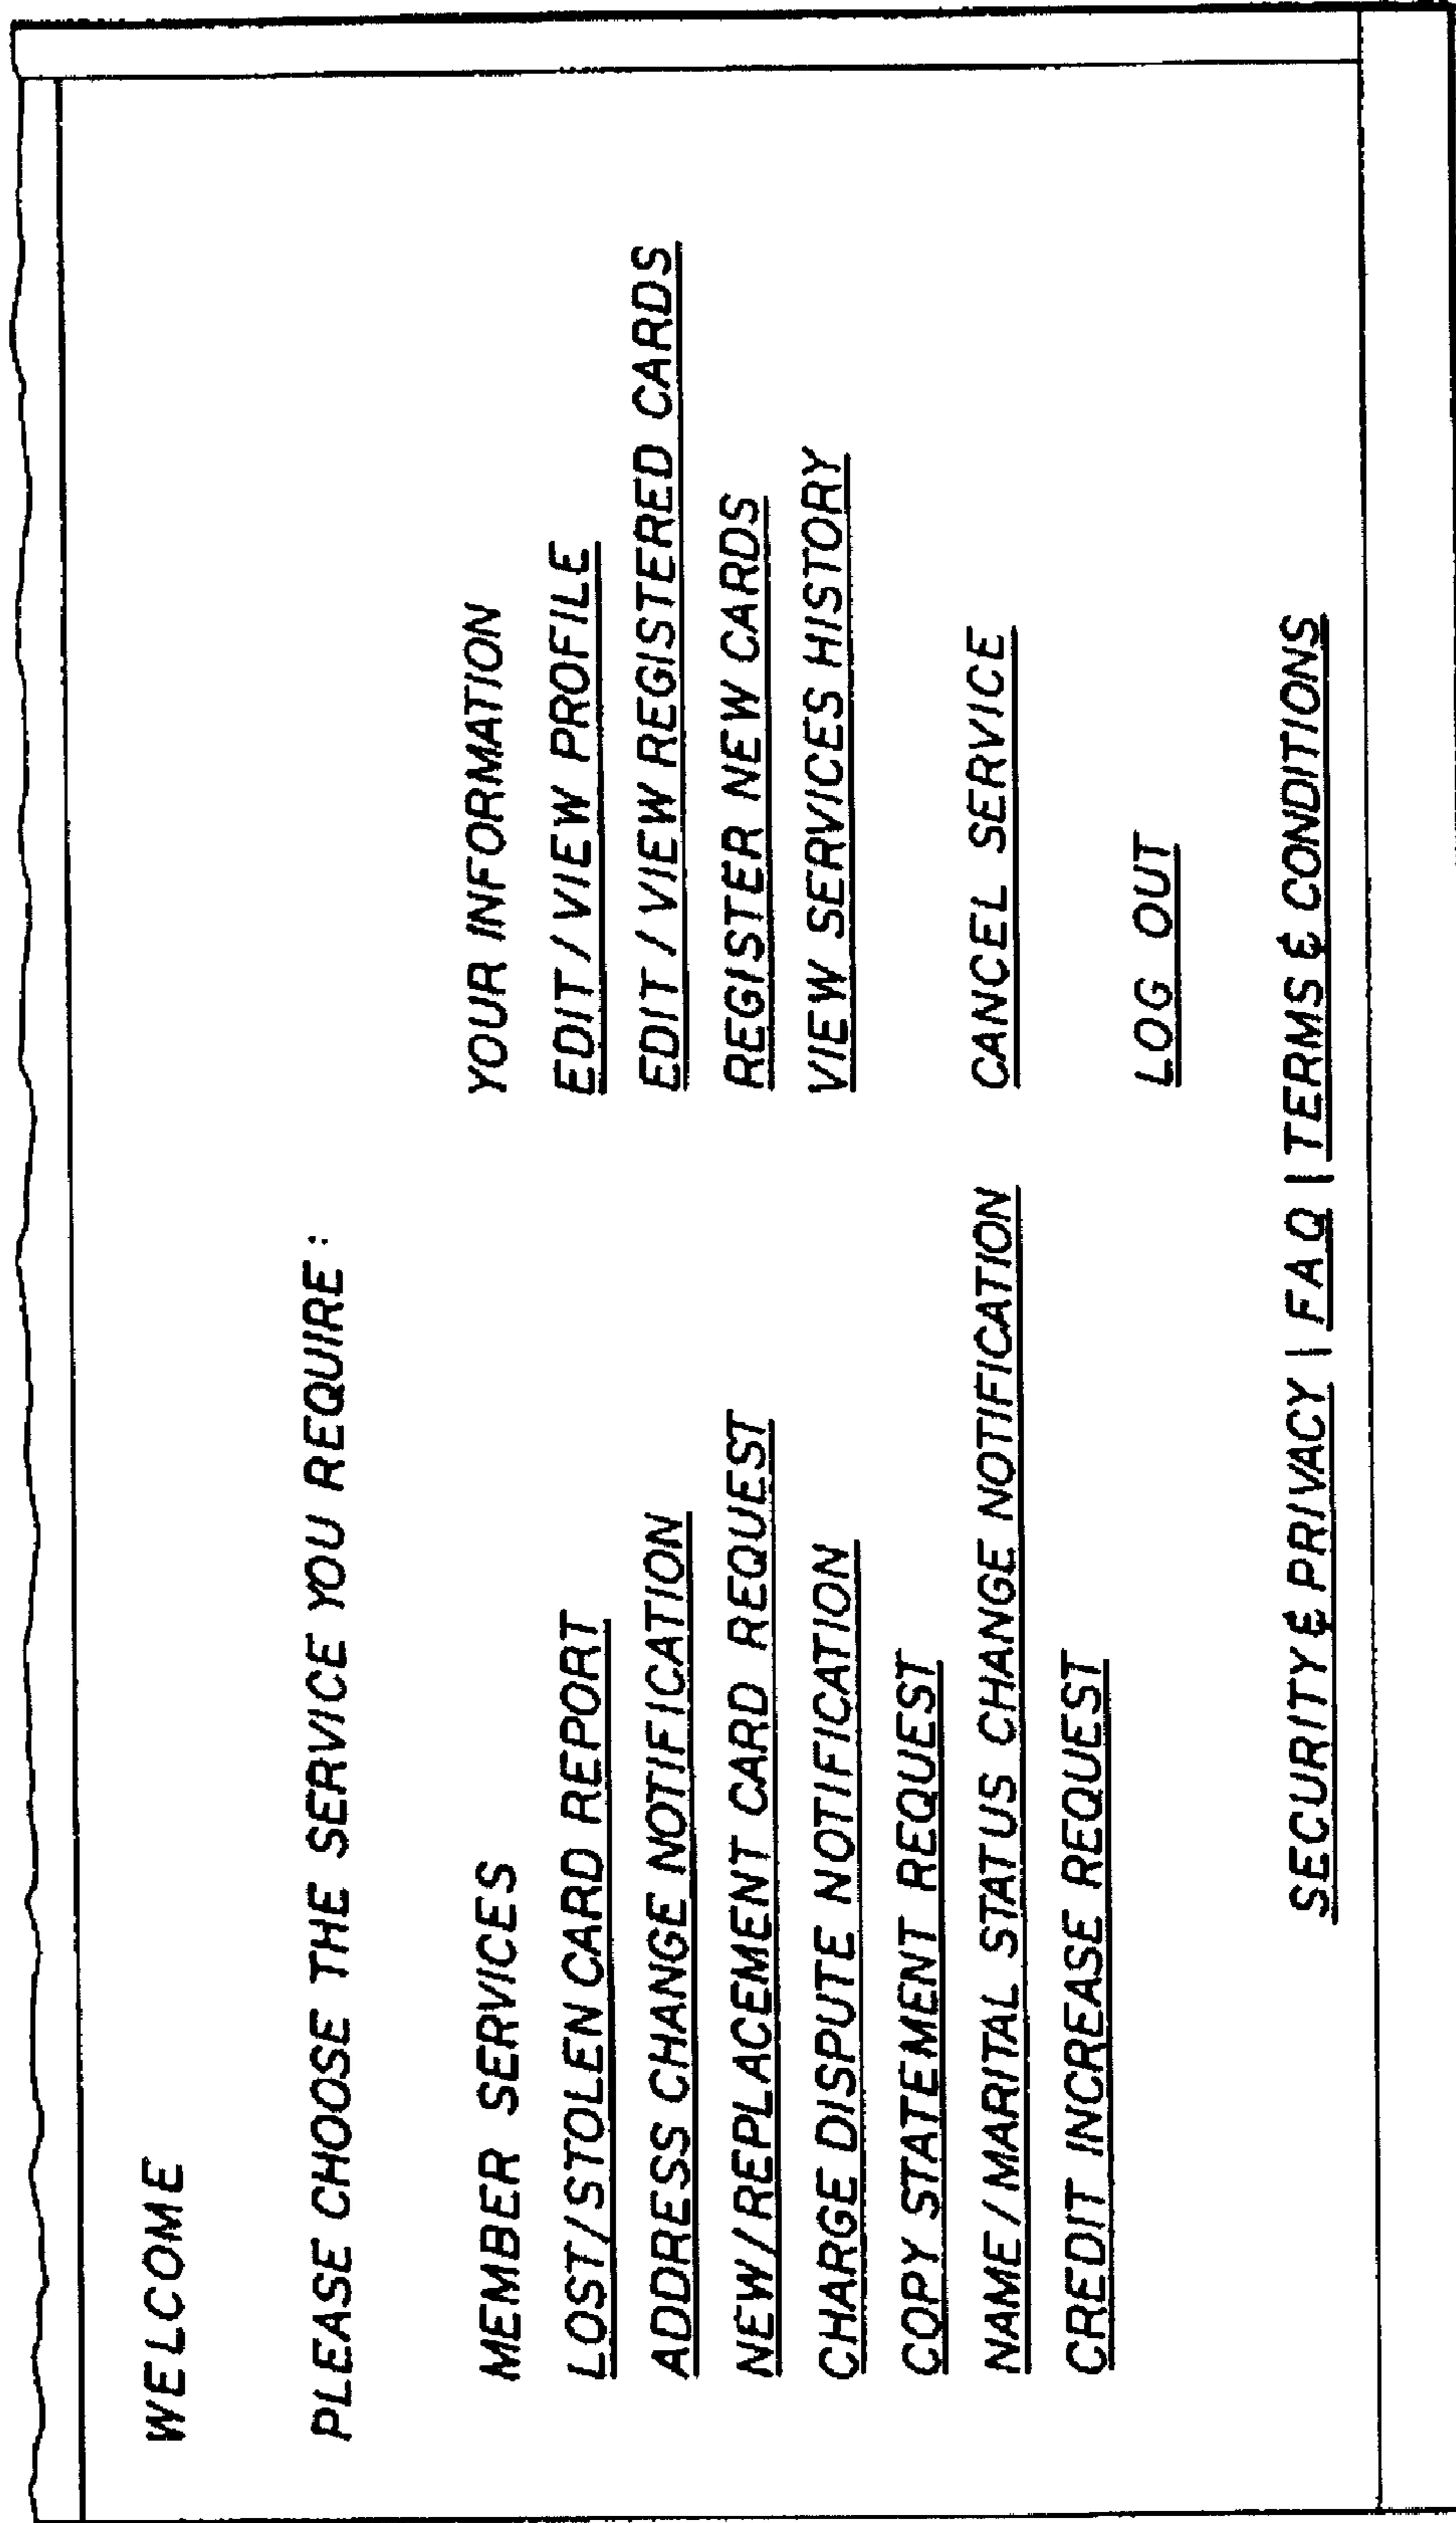 WELCOME
PLEASE CHOOSE THE SERVICE YOU REQUIRE:
MEMBER SERVICES
LOST/STOLEN CARD REPORT
ADDRESS CHANGE NOTIFICATION
NEW/REPLACEMENT CARD REQUEST
CHARGE DISPUTE NOTIFICATION
COPY STATEMENT REQUEST
NAME/MARITAL STATUS CHANGE NOTIFICATION
CREDIT INCREASE REQUEST
YOUR INFORMATION
EDIT/VIEW PROFILE
EDIT/VIEW REGISTERED CARDS
REGISTER NEW CARDS
VIEW SERVICES HISTORY
CANCEL SERVICE
LOG OUT
SECURITY & PRIVACY | FAQ | TERMS & CONDITIONS